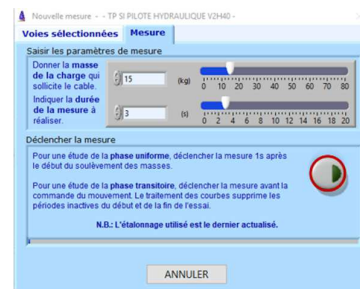 Nouvelle mesure - - TP SI PILOTE HYDRAULIQUE V2H40 -
Voies sélectionnées Mesure
Saisir les paramètres de mesure
Donner la masse
de la charge qui
sollicite le cable.
15 (kg)
0 10 20 30 40 50 60 70 80
Indiquer la durée
de la mesure à
réaliser.
3 (s)
0 2 4 6 8 10 12 14 16 18 20
Déclencher la mesure
Pour une étude de la phase uniforme, déclencher la mesure 1s après
le début du soulèvement des masses.
Pour une étude de la phase transitoire, déclencher la mesure avant la
commande du mouvement. Le traitement des courbes supprime les
périodes inactives du début et de la fin de l'essai.
N.B.: L'étalonnage utilisé est le dernier actualisé.
ANNULER